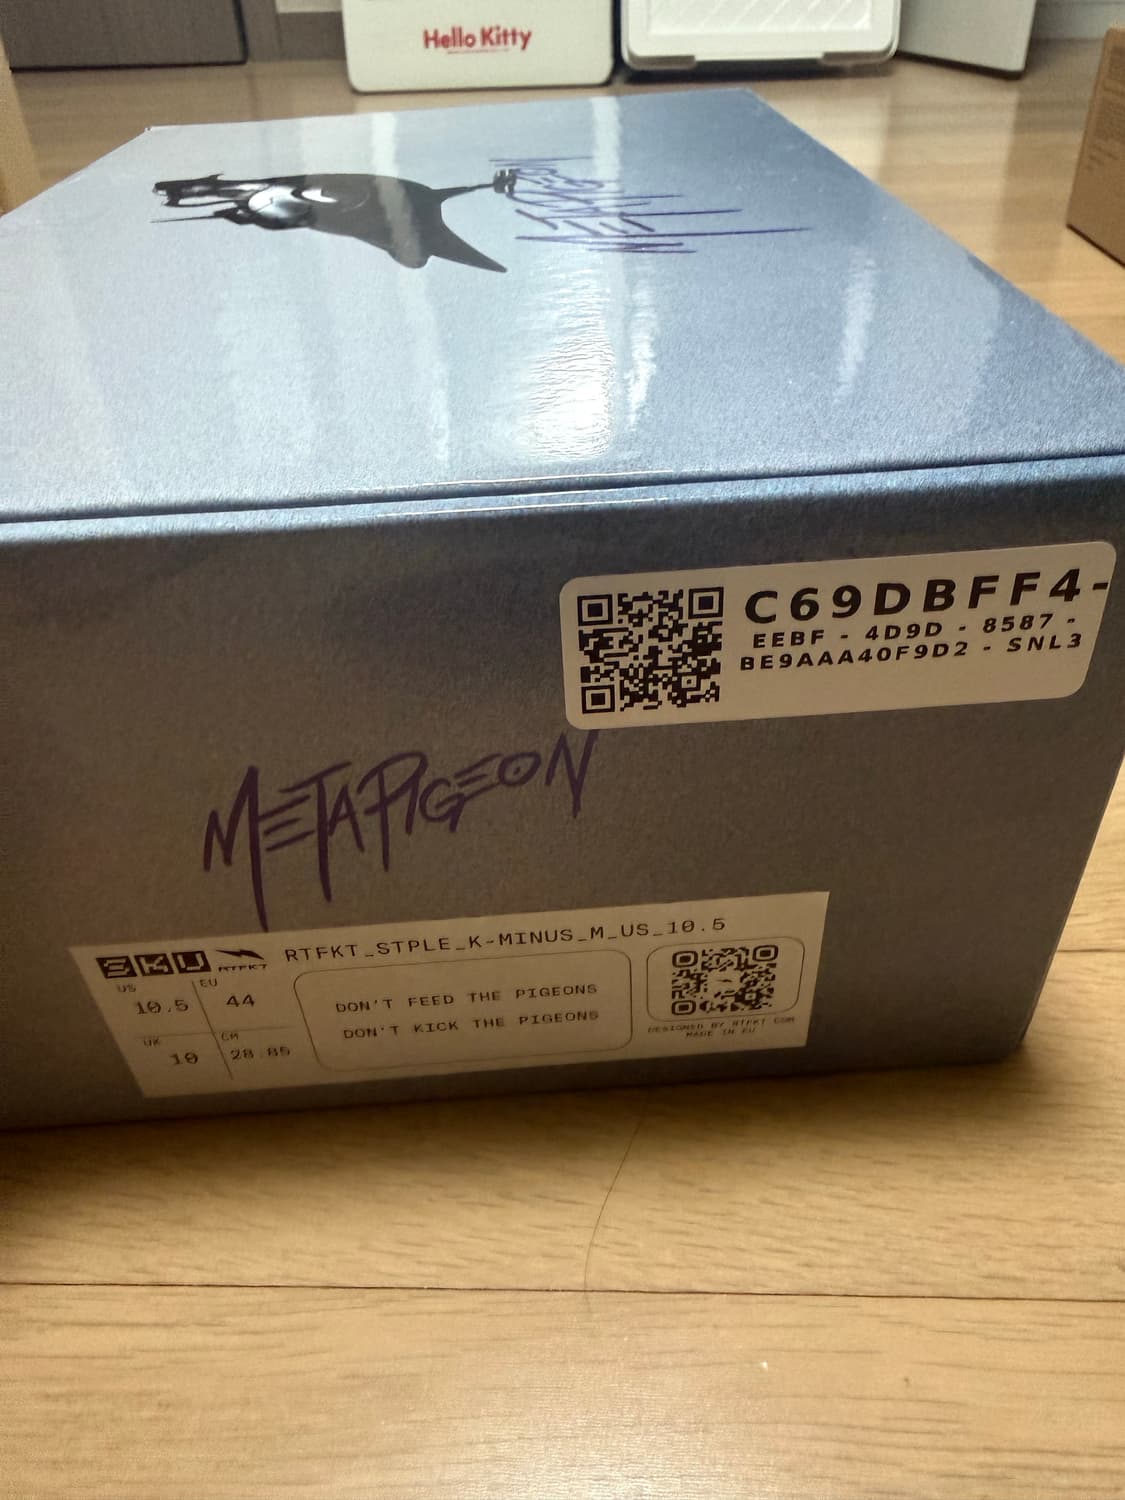 Hello Kitty
METAPIGEON
C69DBFF4-
EEBF - 4D9D - 8587 -
BE9AAA40F9D2 - SNL3
METAPIGEON
SKU RTFKT RTFKT_STPLE_K-MINUS_M_US_10.5
US 10.5 EU 44
UK 10 CM 28.85
DON'T FEED THE PIGEONS
DON'T KICK THE PIGEONS
DESIGNED BY RTFKT.COM
MADE IN EU